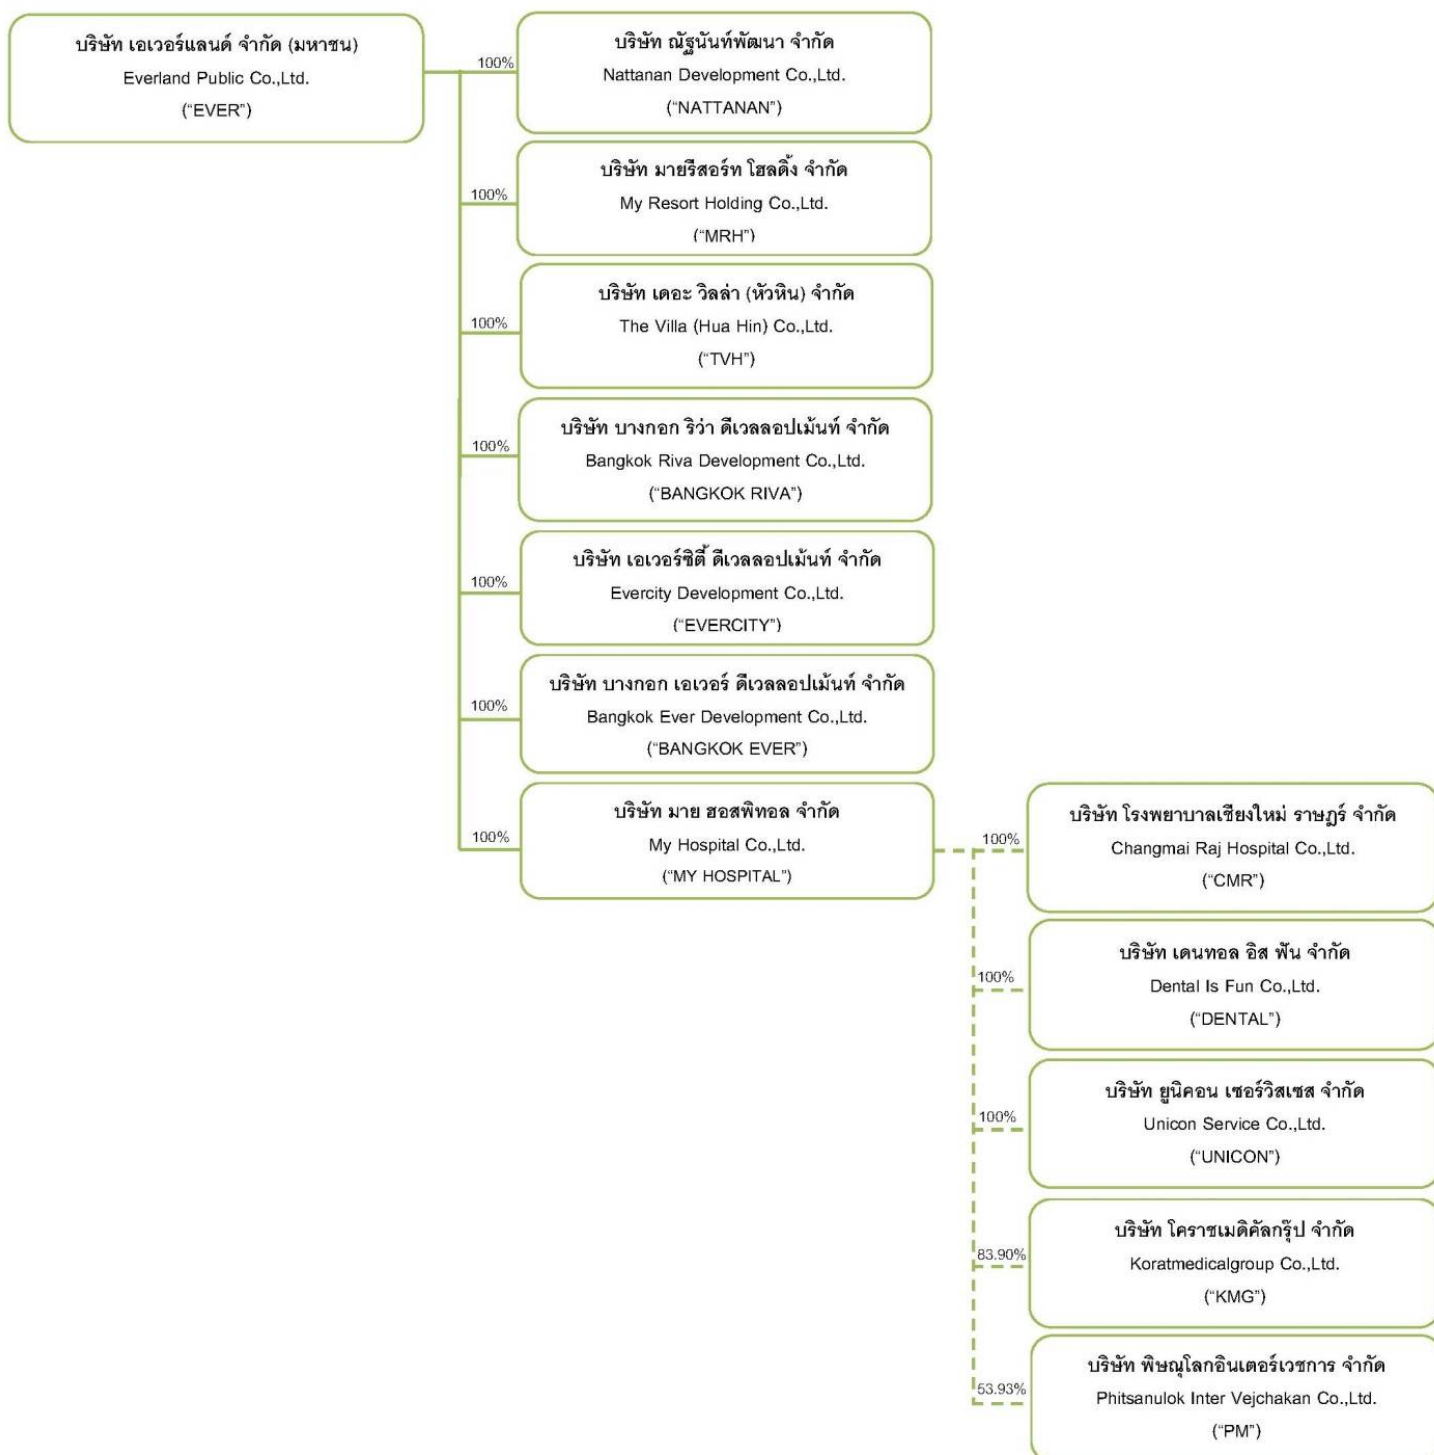 บริษัท เอเวอร์แลนด์ จำกัด (มหาชน)
Everland Public Co.,Ltd.
("EVER")
100%
บริษัท ณัฐนันท์พัฒนา จำกัด
Nattanan Development Co.,Ltd.
("NATTANAN")
100%
บริษัท มายรีสอร์ท โฮลดิ้ง จำกัด
My Resort Holding Co.,Ltd.
("MRH")
100%
บริษัท เดอะ วิลล่า (หัวหิน) จำกัด
The Villa (Hua Hin) Co.,Ltd.
("TVH")
100%
บริษัท บางกอก ริว่า ดีเวลลอปเม้นท์ จำกัด
Bangkok Riva Development Co.,Ltd.
("BANGKOK RIVA")
100%
บริษัท เอเวอร์ซิตี้ ดีเวลลอปเม้นท์ จำกัด
Evercity Development Co.,Ltd.
("EVERCITY")
100%
บริษัท บางกอก เอเวอร์ ดีเวลลอปเม้นท์ จำกัด
Bangkok Ever Development Co.,Ltd.
("BANGKOK EVER")
100%
บริษัท มาย ฮอสพิทอล จำกัด
My Hospital Co.,Ltd.
("MY HOSPITAL")
100%
บริษัท โรงพยาบาลเชียงใหม่ ราษฎร์ จำกัด
Changmai Raj Hospital Co.,Ltd.
("CMR")
100%
บริษัท เดนทอล อิส ฟัน จำกัด
Dental Is Fun Co.,Ltd.
("DENTAL")
100%
บริษัท ยูนิคอน เซอร์วิสเซส จำกัด
Unicon Service Co.,Ltd.
("UNICON")
83.90%
บริษัท โคราชเมดิคัลกรุ๊ป จำกัด
Koratmedicalgroup Co.,Ltd.
("KMG")
53.93%
บริษัท พิษณุโลกอินเตอร์เวชการ จำกัด
Phitsanulok Inter Vejchakan Co.,Ltd.
("PM")